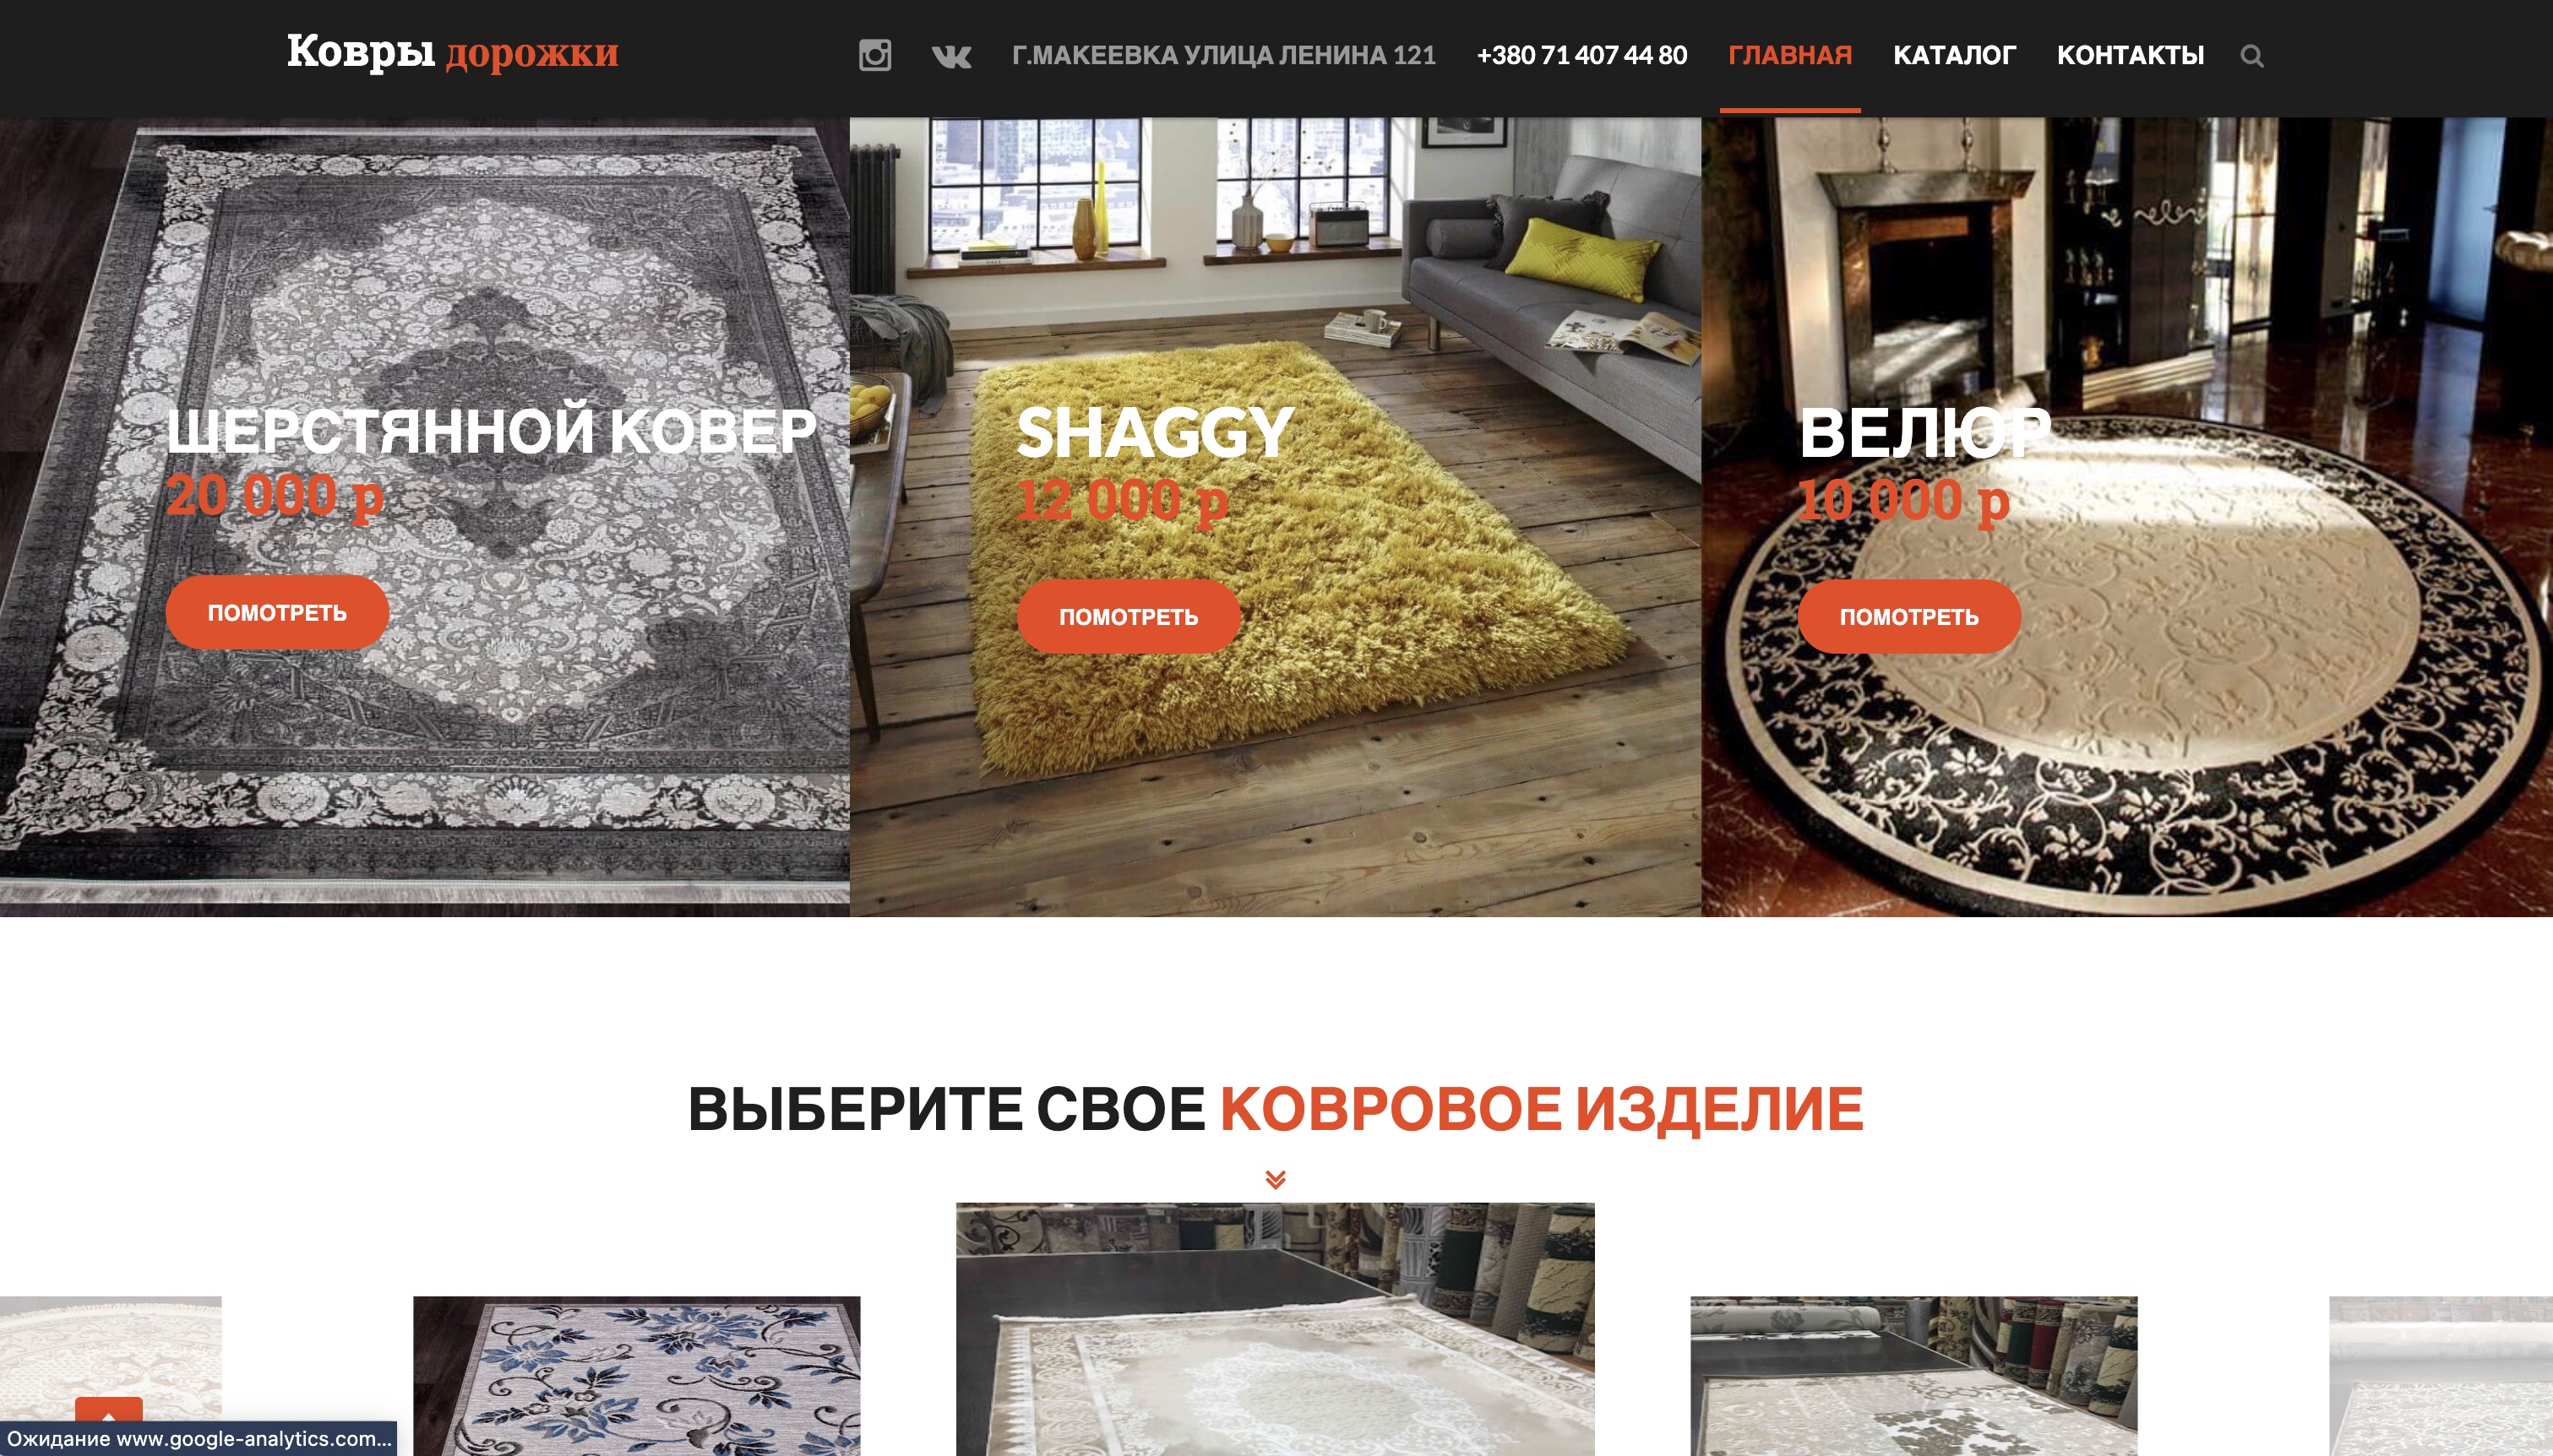 Ковры дорожки
Г.МАКЕЕВКА УЛИЦА ЛЕНИНА 121
+380 71 407 44 80
ГЛАВНАЯ
КАТАЛОГ
КОНТАКТЫ
ШЕРСТЯННОЙ КОВЕР
20 000 р
ПОМОТРЕТЬ
SHAGGY
12 000 р
ПОМОТРЕТЬ
ВЕЛЮР
10 000 р
ПОМОТРЕТЬ
ВЫБЕРИТЕ СВОЕ КОВРОВОЕ ИЗДЕЛИЕ
Ожидание www.google-analytics.com...